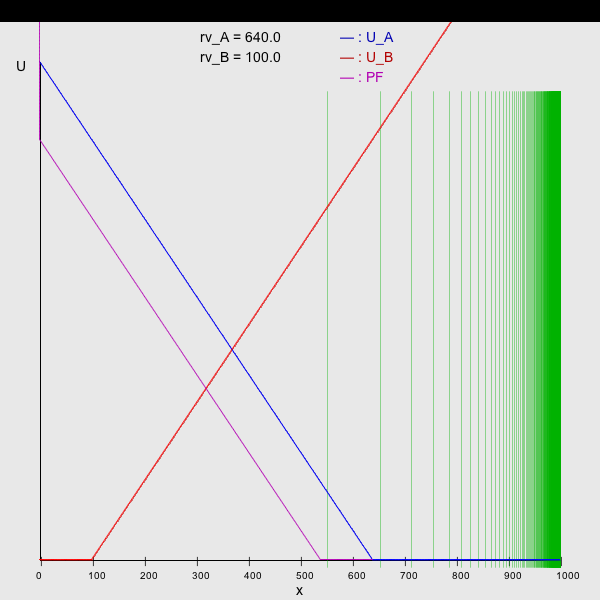 rv_A = 640.0 — : U_A
rv_B = 100.0 — : U_B
— : PF
U
0 100 200 300 400 500 600 700 800 900 1000
x